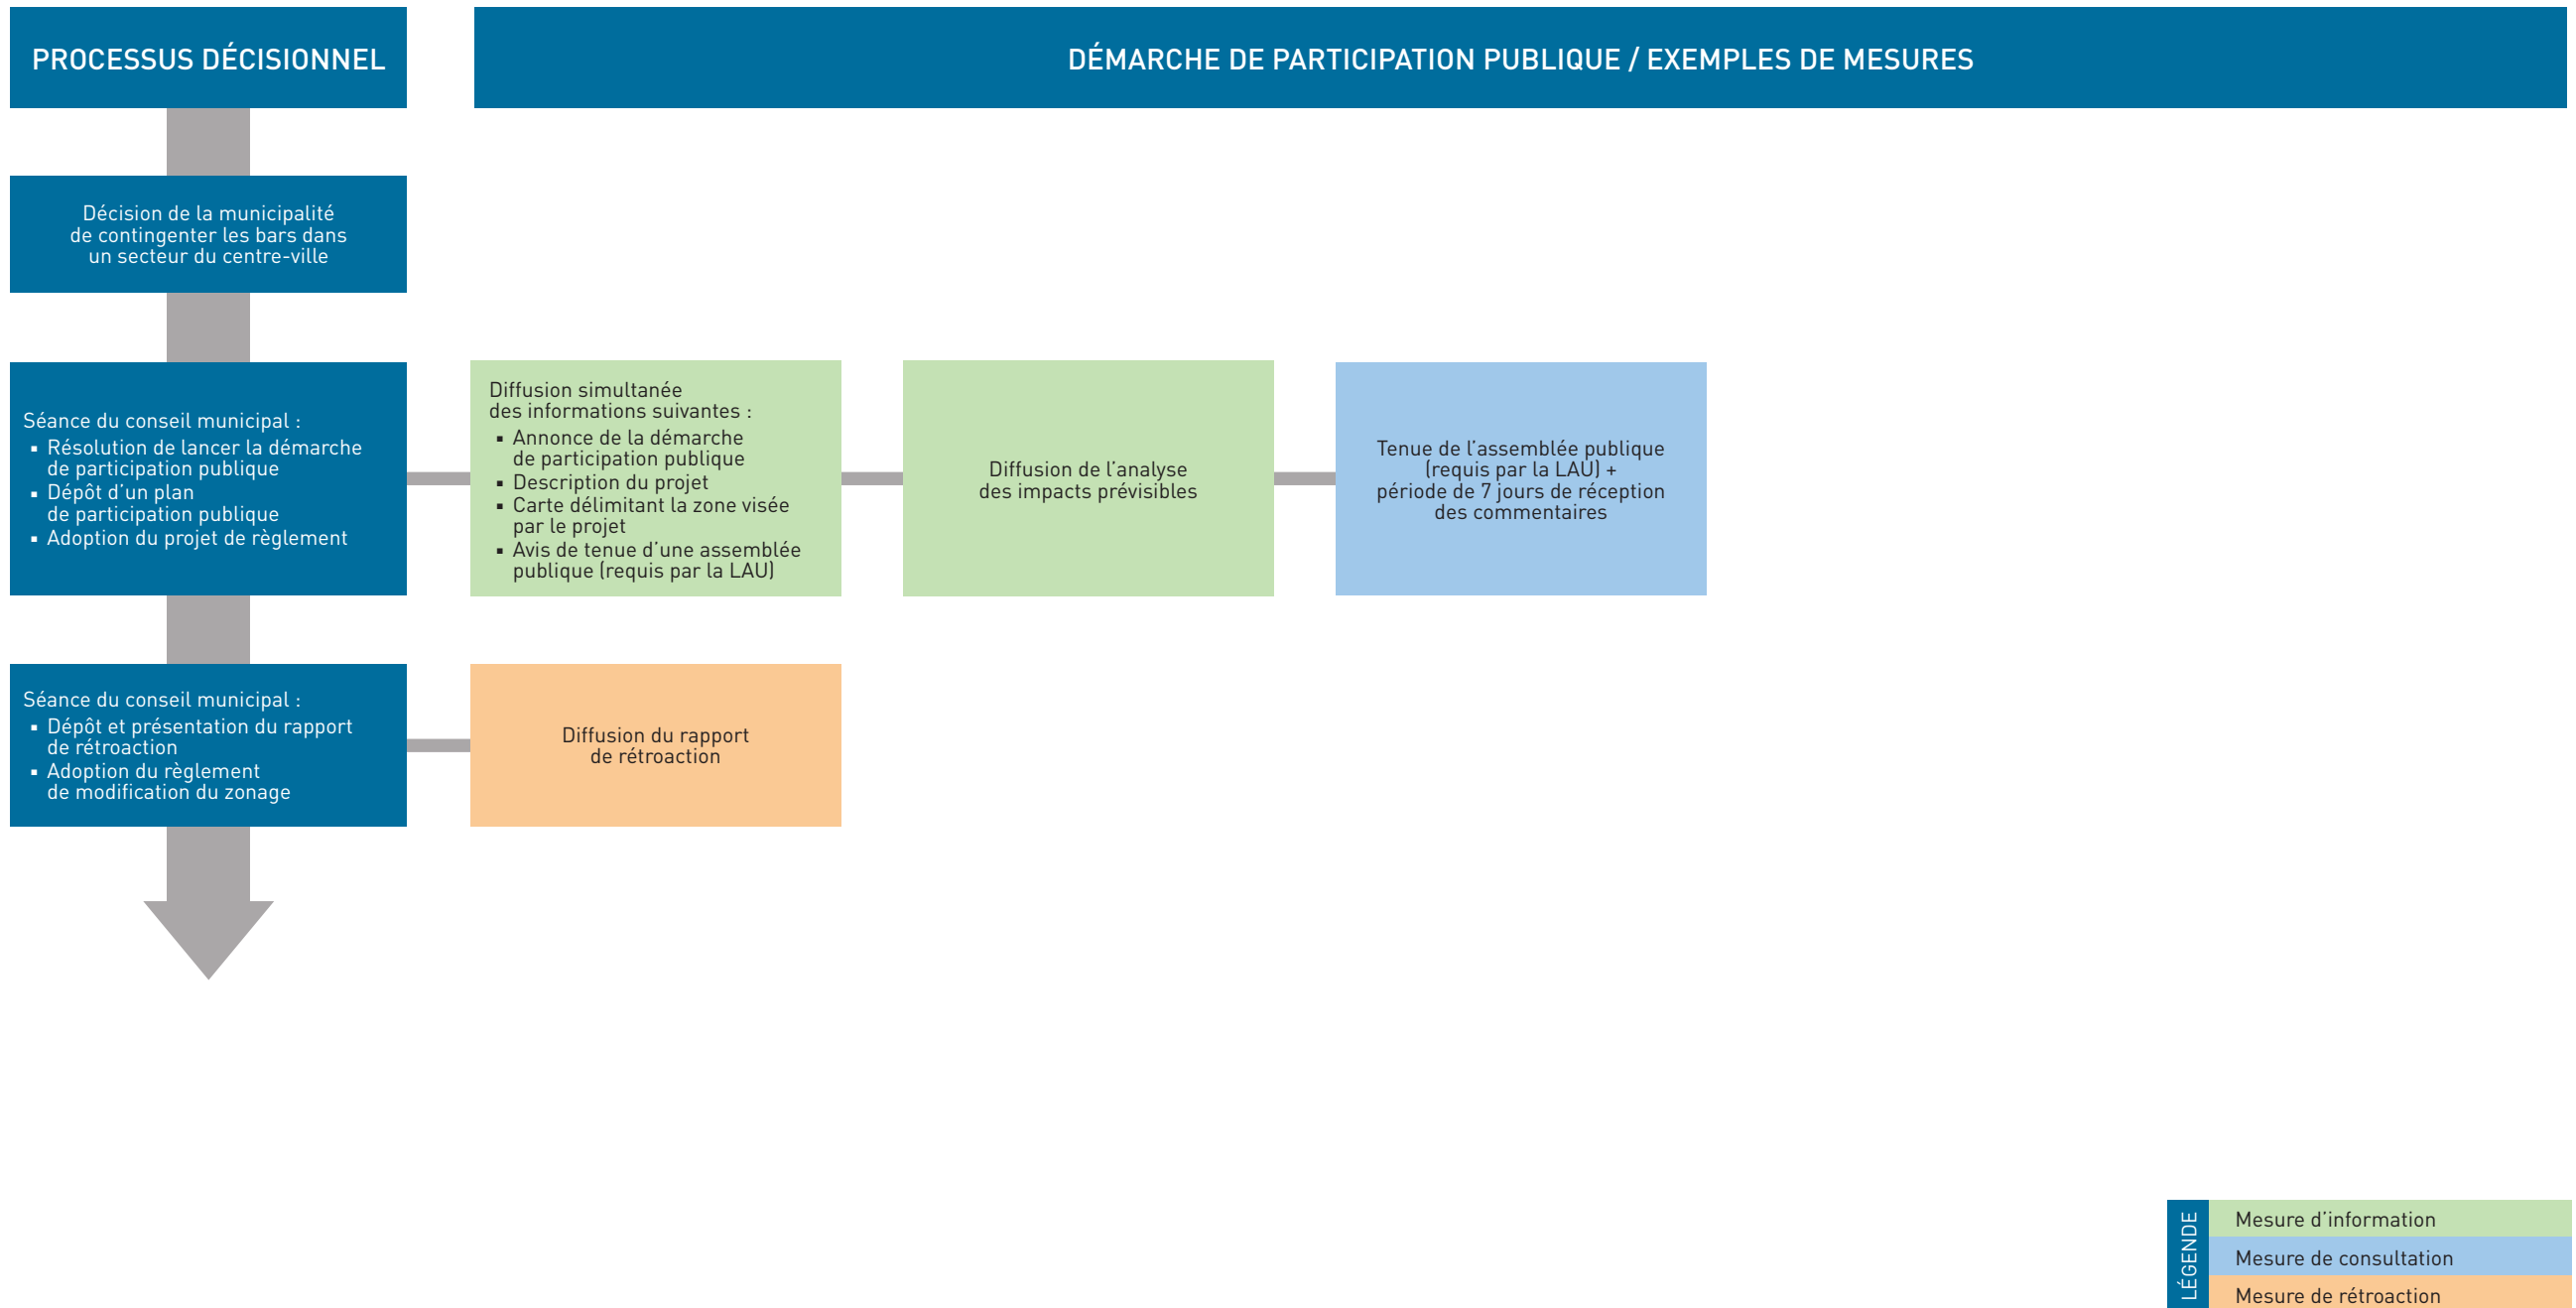 PROCESSUS DÉCISIONNEL
DÉMARCHE DE PARTICIPATION PUBLIQUE / EXEMPLES DE MESURES
Décision de la municipalité
de contingenter les bars dans
un secteur du centre-ville
Séance du conseil municipal :
▪ Résolution de lancer la démarche
de participation publique
▪ Dépôt d’un plan
de participation publique
▪ Adoption du projet de règlement
Diffusion simultanée
des informations suivantes :
▪ Annonce de la démarche
de participation publique
▪ Description du projet
▪ Carte délimitant la zone visée
par le projet
▪ Avis de tenue d’une assemblée
publique (requis par la LAU)
Diffusion de l’analyse
des impacts prévisibles
Tenue de l’assemblée publique
(requis par la LAU) +
période de 7 jours de réception
des commentaires
Séance du conseil municipal :
▪ Dépôt et présentation du rapport
de rétroaction
▪ Adoption du règlement
de modification du zonage
Diffusion du rapport
de rétroaction
LÉGENDE
Mesure d’information
Mesure de consultation
Mesure de rétroaction